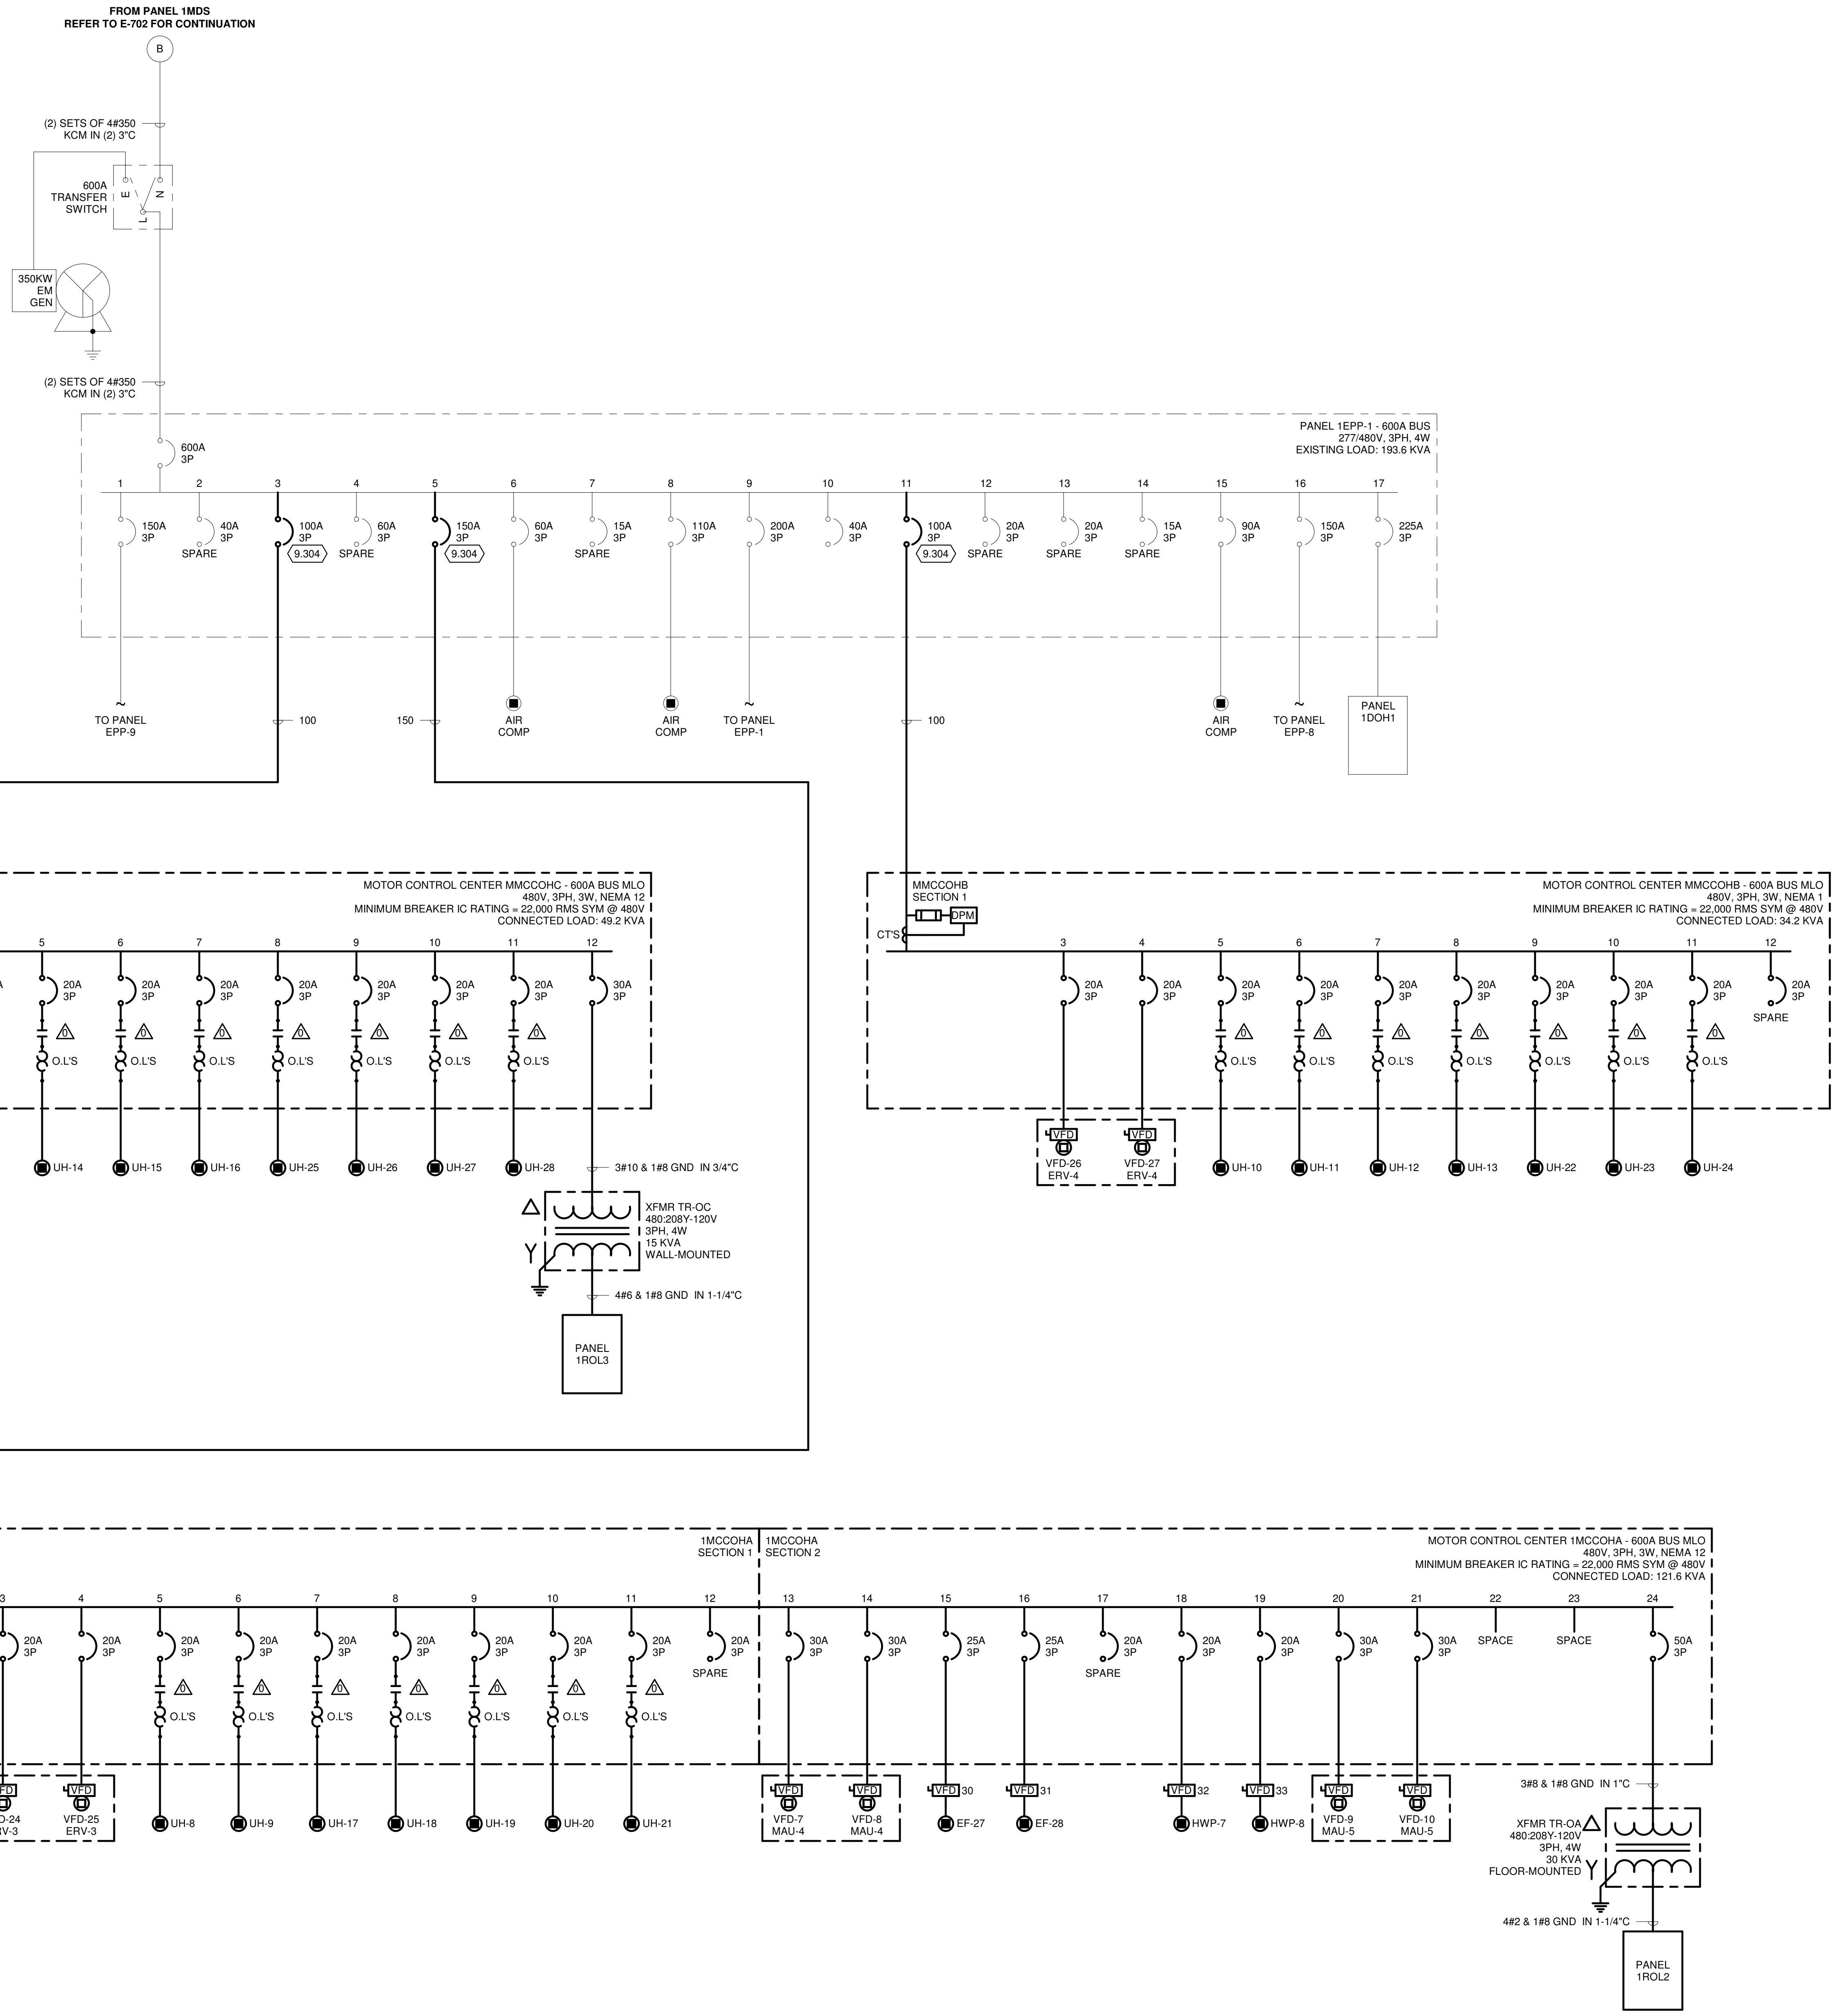 FROM PANEL 1MDS
REFER TO E-702 FOR CONTINUATION
B
(2) SETS OF 4#350
KCM IN (2) 3"C
600A
TRANSFER
SWITCH
E
N
L
350KW
EM
GEN
(2) SETS OF 4#350
KCM IN (2) 3"C
PANEL 1EPP-1 - 600A BUS
277/480V, 3PH, 4W
EXISTING LOAD: 193.6 KVA
600A
3P
1 2 3 4 5 6 7 8 9 10 11 12 13 14 15 16 17
150A 40A 100A 60A 150A 60A 15A 110A 200A 40A 100A 20A 20A 15A 90A 150A 225A
3P 3P 3P 3P 3P 3P 3P 3P 3P 3P 3P 3P 3P 3P 3P 3P 3P
SPARE 9.304 SPARE 9.304 SPARE 9.304 SPARE SPARE SPARE
TO PANEL
EPP-9
100
150
AIR
COMP
AIR
COMP
TO PANEL
EPP-1
100
AIR
COMP
TO PANEL
EPP-8
PANEL
1DOH1
MOTOR CONTROL CENTER MMCCOHC - 600A BUS MLO
480V, 3PH, 3W, NEMA 12
MINIMUM BREAKER IC RATING = 22,000 RMS SYM @ 480V
CONNECTED LOAD: 49.2 KVA
5 6 7 8 9 10 11 12
20A 20A 20A 20A 20A 20A 20A 30A
3P 3P 3P 3P 3P 3P 3P 3P
0 0 0 0 0 0 0
O.L'S O.L'S O.L'S O.L'S O.L'S O.L'S O.L'S
UH-14 UH-15 UH-16 UH-25 UH-26 UH-27 UH-28
3#10 & 1#8 GND IN 3/4"C
XFMR TR-OC
480:208Y-120V
3PH, 4W
15 KVA
WALL-MOUNTED
4#6 & 1#8 GND IN 1-1/4"C
PANEL
1ROL3
MMCCOHB
SECTION 1
DPM
CT'S
MOTOR CONTROL CENTER MMCCOHB - 600A BUS MLO
480V, 3PH, 3W, NEMA 1
MINIMUM BREAKER IC RATING = 22,000 RMS SYM @ 480V
CONNECTED LOAD: 34.2 KVA
3 4 5 6 7 8 9 10 11 12
20A 20A 20A 20A 20A 20A 20A 20A 20A 20A
3P 3P 3P 3P 3P 3P 3P 3P 3P 3P
SPARE
0 0 0 0 0 0 0
O.L'S O.L'S O.L'S O.L'S O.L'S O.L'S O.L'S
VFD VFD
VFD-26 VFD-27
ERV-4 ERV-4
UH-10 UH-11 UH-12 UH-13 UH-22 UH-23 UH-24
1MCCOHA
SECTION 1
1MCCOHA
SECTION 2
MOTOR CONTROL CENTER 1MCCOHA - 600A BUS MLO
480V, 3PH, 3W, NEMA 12
MINIMUM BREAKER IC RATING = 22,000 RMS SYM @ 480V
CONNECTED LOAD: 121.6 KVA
3 4 5 6 7 8 9 10 11 12 13 14 15 16 17 18 19 20 21 22 23 24
20A 20A 20A 20A 20A 20A 20A 20A 20A 20A 30A 30A 25A 25A 20A 20A 20A 30A 30A SPACE SPACE 50A
3P 3P 3P 3P 3P 3P 3P 3P 3P 3P 3P 3P 3P 3P 3P 3P 3P 3P 3P 3P
SPARE SPARE
0 0 0 0 0 0 0
O.L'S O.L'S O.L'S O.L'S O.L'S O.L'S O.L'S
VFD VFD VFD VFD 30 VFD 31 VFD 32 VFD 33 VFD VFD
VFD-25
ERV-3
UH-8 UH-9 UH-17 UH-18 UH-19 UH-20 UH-21
VFD-7 VFD-8
MAU-4 MAU-4
EF-27 EF-28 HWP-7 HWP-8
VFD-9 VFD-10
MAU-5 MAU-5
3#8 & 1#8 GND IN 1"C
XFMR TR-OA
480:208Y-120V
3PH, 4W
30 KVA
FLOOR-MOUNTED
4#2 & 1#8 GND IN 1-1/4"C
PANEL
1ROL2